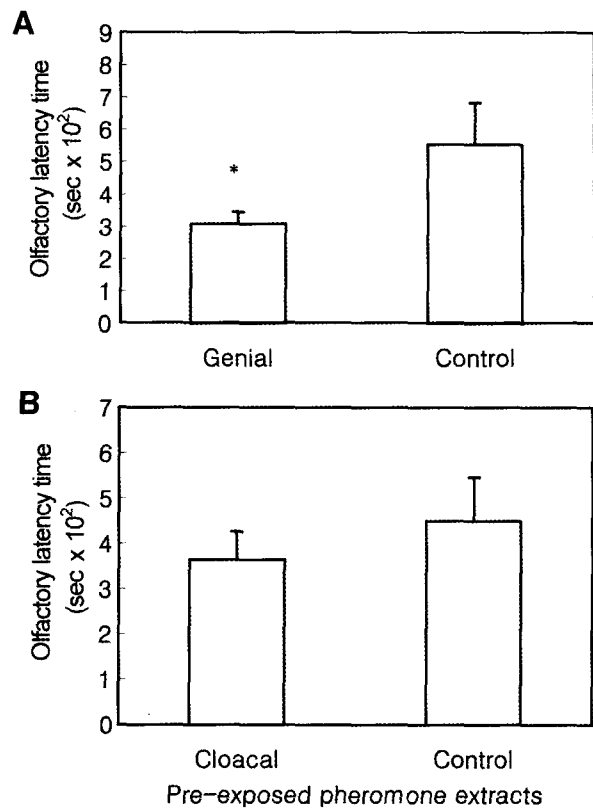 A
Olfactory latency time
(sec x 10²)
9
8
7
6
5
4
3
2
1
0
*
Genial
Control
B
Olfactory latency time
(sec x 10²)
7
6
5
4
3
2
1
0
Cloacal
Control
Pre-exposed pheromone extracts